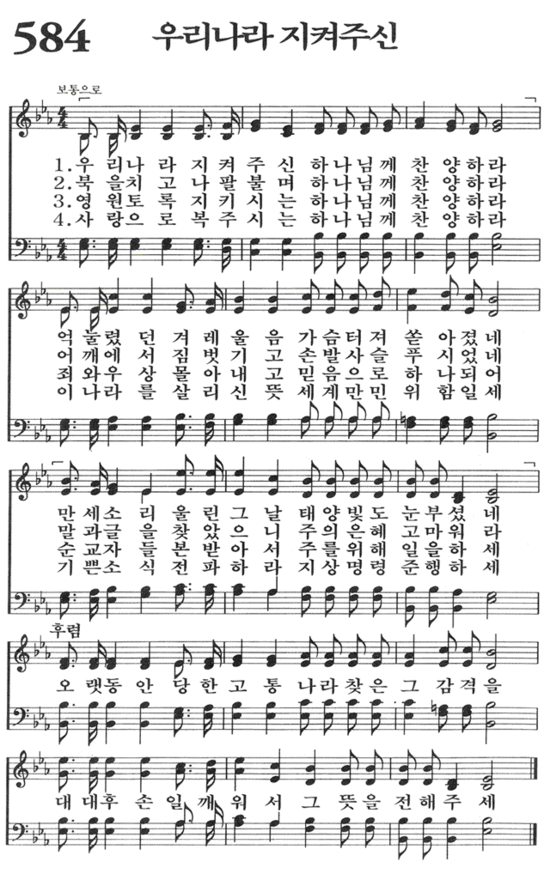 584 우리나라 지켜주신
보통으로
1.우 리 나 라 지 켜 주 신 하 나 님 께 찬 양 하 라
2.북 을 치 고 나 팔 불 며 하 나 님 께 찬 양 하 라
3.영 원 토 록 지 키 시 는 하 나 님 께 찬 양 하 라
4.사 랑 으 로 복 주 시 는 하 나 님 께 찬 양 하 라
억 눌 렸 던 겨 레 울 음 가 슴 터 져 쏟 아 졌 네
어 깨 에 서 짐 벗 기 고 손 발 사 슬 푸 시 었 네
죄 와 우 상 몰 아 내 고 믿 음 으 로 하 나 되 어
이 나 라 를 살 리 신 뜻 세 계 만 민 위 함 일 세
만 세 소 리 울 린 그 날 태 양 빛 도 눈 부 셨 네
말 과 글 을 찾 았 으 니 주 의 은 혜 고 마 워 라
순 교 자 들 본 받 아 서 주 를 위 해 일 을 하 세
기 쁜 소 식 전 파 하 라 지 상 명 령 준 행 하 세
후렴
오 랫 동 안 당 한 고 통 나 라 찾 은 그 감 격 을
대 대 후 손 일 깨 워 서 그 뜻 을 전 해 주 세